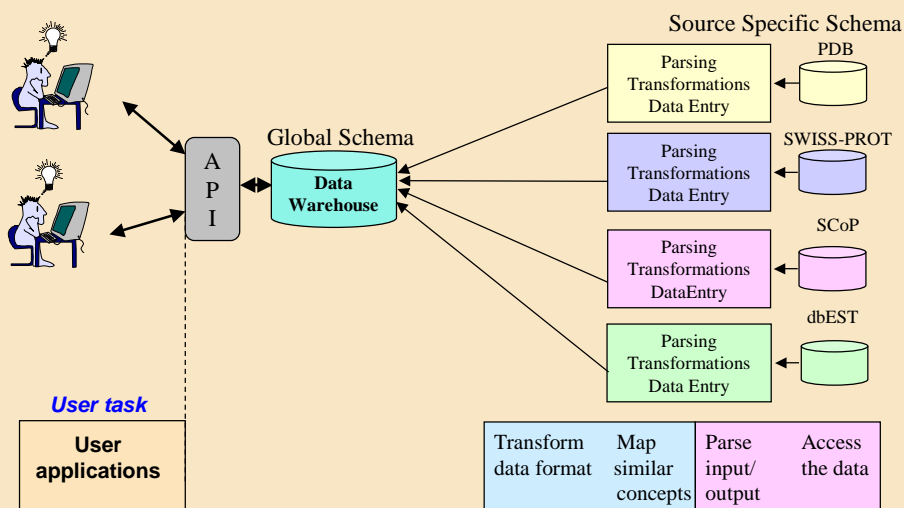 Source Specific Schema
PDB
Parsing
Transformations
Data Entry
SWISS-PROT
Parsing
Transformations
Data Entry
SCoP
Parsing
Transformations
DataEntry
dbEST
Parsing
Transformations
Data Entry
Global Schema
Data
Warehouse
A
P
I
User task
User
applications
Transform
data format
Map
similar
concepts
Parse
input/
output
Access
the data